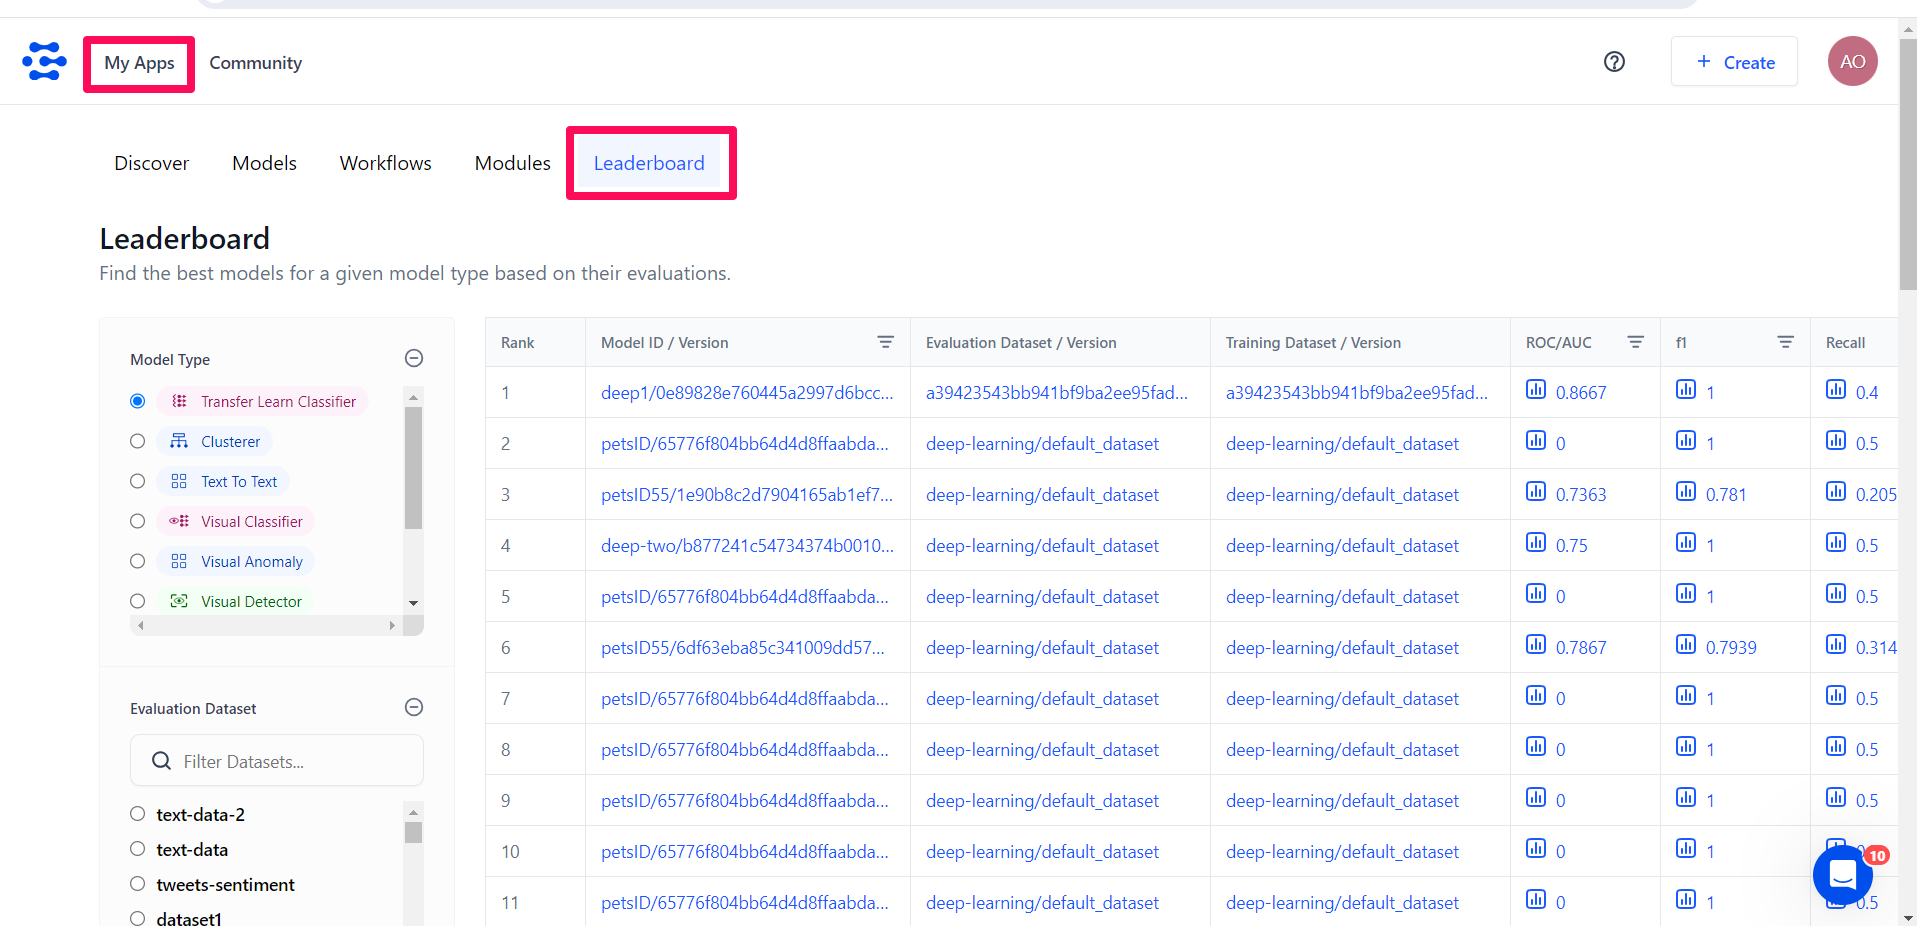 My Apps Community + Create AO
Discover Models Workflows Modules Leaderboard
Leaderboard
Find the best models for a given model type based on their evaluations.
Model Type
Transfer Learn Classifier
Clusterer
Text To Text
Visual Classifier
Visual Anomaly
Visual Detector
Evaluation Dataset
Filter Datasets...
text-data-2
text-data
tweets-sentiment
dataset1
Rank Model ID / Version Evaluation Dataset / Version Training Dataset / Version ROC/AUC f1 Recall
1 deep1/0e89828e760445a2997d6bcc... a39423543bb941bf9ba2ee95fad... a39423543bb941bf9ba2ee95fad... 0.8667 1 0.4
2 petsID/65776f804bb64d4d8ffaabda... deep-learning/default_dataset deep-learning/default_dataset 0 1 0.5
3 petsID55/1e90b8c2d7904165ab1ef7... deep-learning/default_dataset deep-learning/default_dataset 0.7363 0.781 0.205
4 deep-two/b877241c54734374b0010... deep-learning/default_dataset deep-learning/default_dataset 0.75 1 0.5
5 petsID/65776f804bb64d4d8ffaabda... deep-learning/default_dataset deep-learning/default_dataset 0 1 0.5
6 petsID55/6df63eba85c341009dd57... deep-learning/default_dataset deep-learning/default_dataset 0.7867 0.7939 0.314
7 petsID/65776f804bb64d4d8ffaabda... deep-learning/default_dataset deep-learning/default_dataset 0 1 0.5
8 petsID/65776f804bb64d4d8ffaabda... deep-learning/default_dataset deep-learning/default_dataset 0 1 0.5
9 petsID/65776f804bb64d4d8ffaabda... deep-learning/default_dataset deep-learning/default_dataset 0 1 0.5
10 petsID/65776f804bb64d4d8ffaabda... deep-learning/default_dataset deep-learning/default_dataset 0 1
10
11 petsID/65776f804bb64d4d8ffaabda... deep-learning/default_dataset deep-learning/default_dataset 0 1 0.5